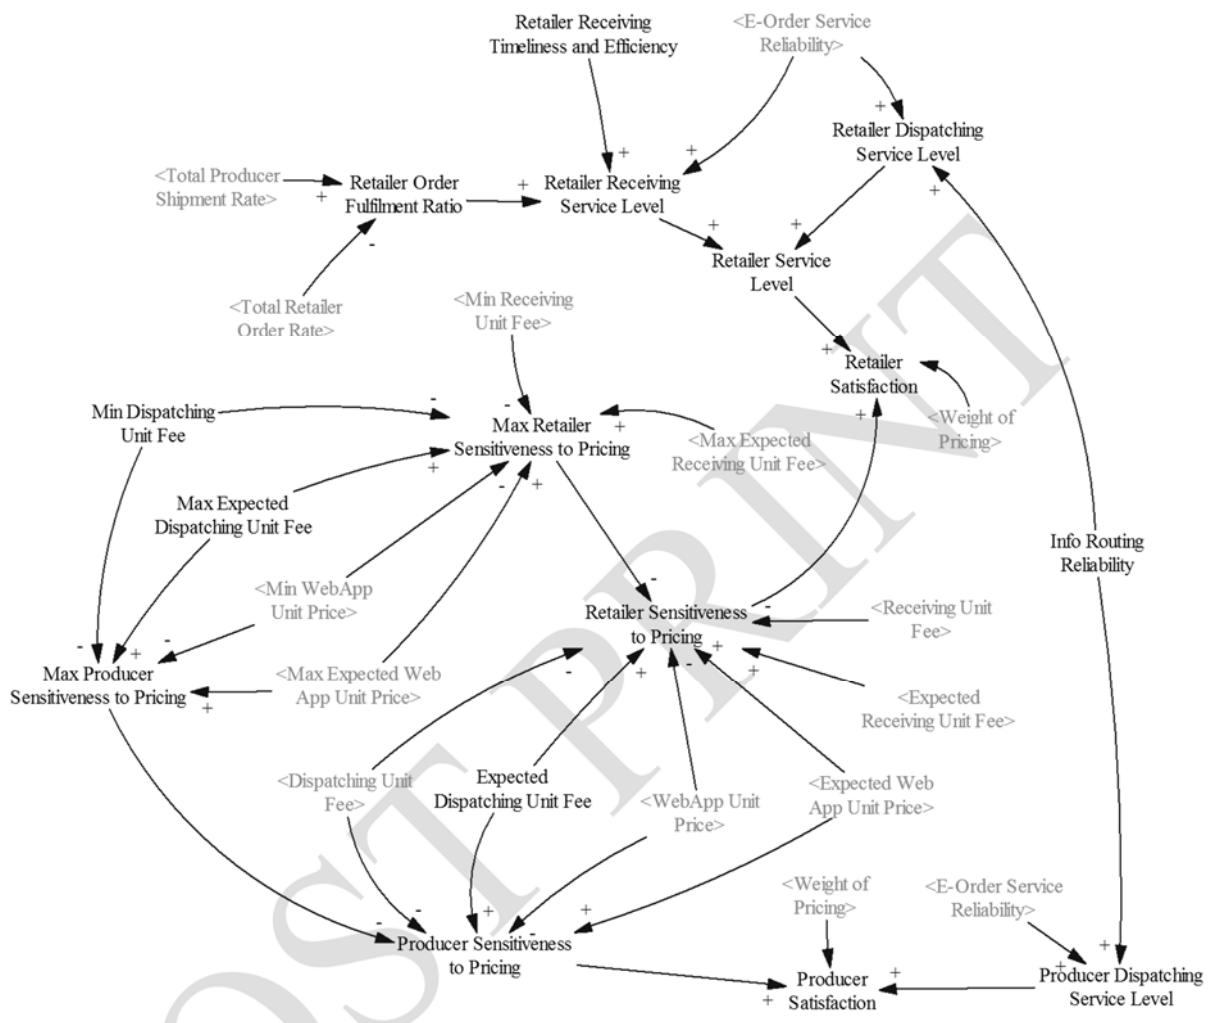 Retailer Receiving
Timeliness and Efficiency
<E-Order Service
Reliability>
+
Retailer Dispatching
Service Level
+
+
+
<Total Producer
Shipment Rate>
+
Retailer Order
Fulfilment Ratio
+
Retailer Receiving
Service Level
+
+
-
Retailer Service
Level
<Total Retailer
Order Rate>
<Min Receiving
Unit Fee>
+
Retailer
Satisfaction
+
<Weight of
Pricing>
Min Dispatching
Unit Fee
-
-
Max Retailer
Sensitiveness to Pricing
+
<Max Expected
Receiving Unit Fee>
+
-
+
Max Expected
Dispatching Unit Fee
Info Routing
Reliability
<Min WebApp
Unit Price>
-
Retailer Sensitiveness
to Pricing
-
<Receiving Unit
Fee>
-
+
-
Max Producer
Sensitiveness to Pricing
+
<Max Expected Web
App Unit Price>
-
+
-
+
+
<Expected
Receiving Unit Fee>
<Dispatching Unit
Fee>
Expected
Dispatching Unit Fee
<WebApp Unit
Price>
<Expected Web
App Unit Price>
<Weight of
Pricing>
<E-Order Service
Reliability>
-
-
+
-
+
Producer Sensitiveness
to Pricing
+
+
+
Producer
Satisfaction
+
Producer Dispatching
Service Level
OST PRINT